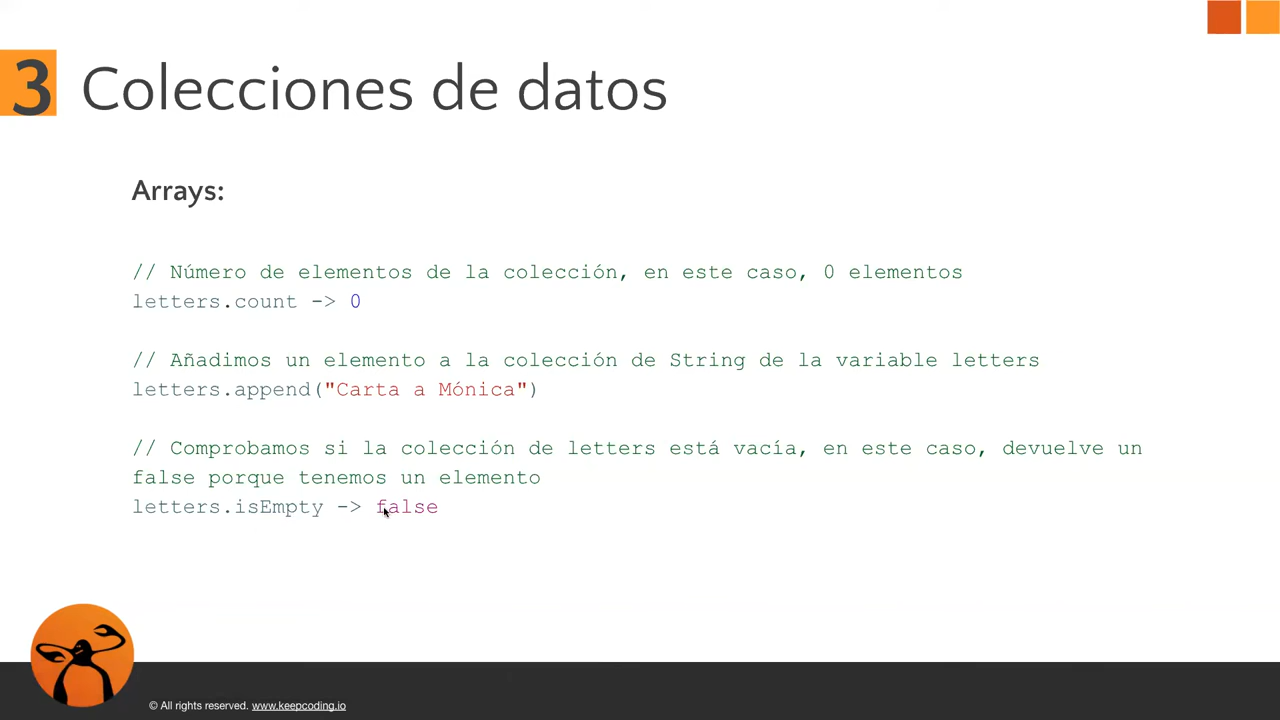 3 Colecciones de datos
Arrays:
// Número de elementos de la colección, en este caso, 0 elementos
letters.count -> 0
// Añadimos un elemento a la colección de String de la variable letters
letters.append("Carta a Mónica")
// Comprobamos si la colección de letters está vacía, en este caso, devuelve un
false porque tenemos un elemento
letters.isEmpty -> false
© All rights reserved. www.keepcoding.io